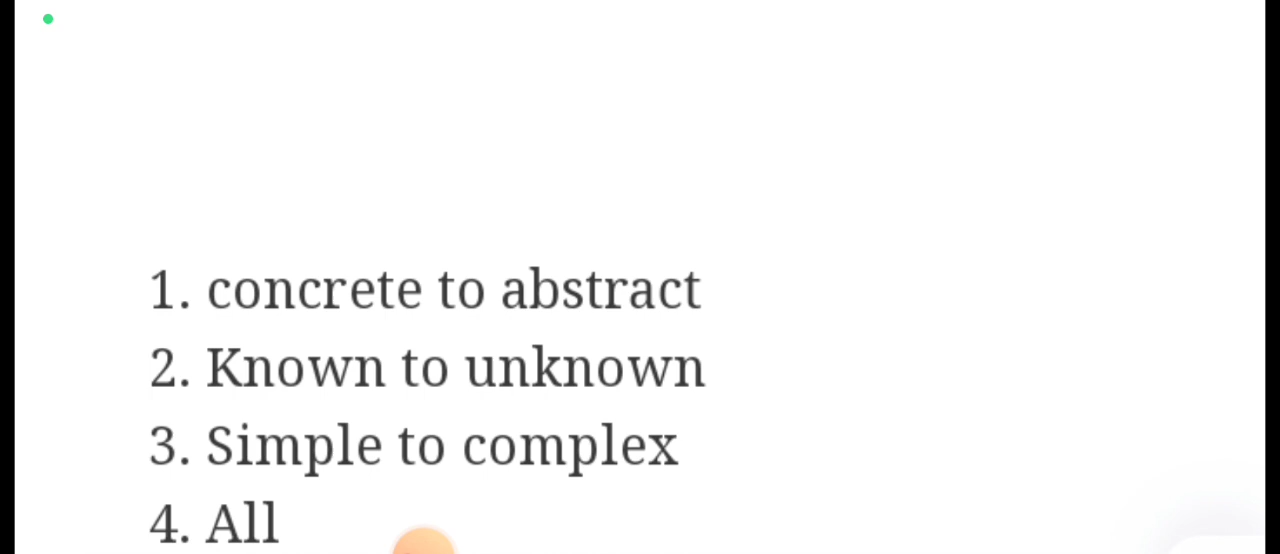 1. concrete to abstract
2. Known to unknown
3. Simple to complex
4. All